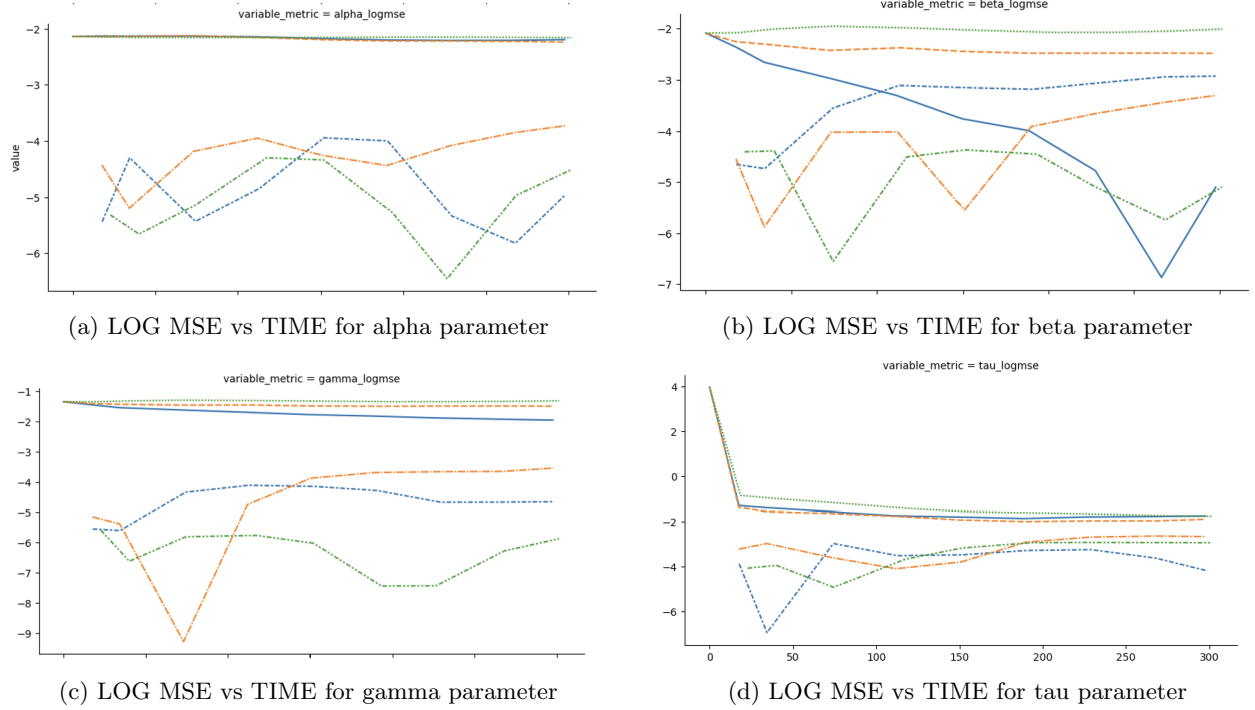 variable_metric = alpha_logmse
−2
−3
−4
−5
−6
value
(a) LOG MSE vs TIME for alpha parameter
variable_metric = beta_logmse
−2
−3
−4
−5
−6
−7
(b) LOG MSE vs TIME for beta parameter
variable_metric = gamma_logmse
−1
−2
−3
−4
−5
−6
−7
−8
−9
(c) LOG MSE vs TIME for gamma parameter
variable_metric = tau_logmse
4
2
0
−2
−4
−6
0 50 100 150 200 250 300
(d) LOG MSE vs TIME for tau parameter